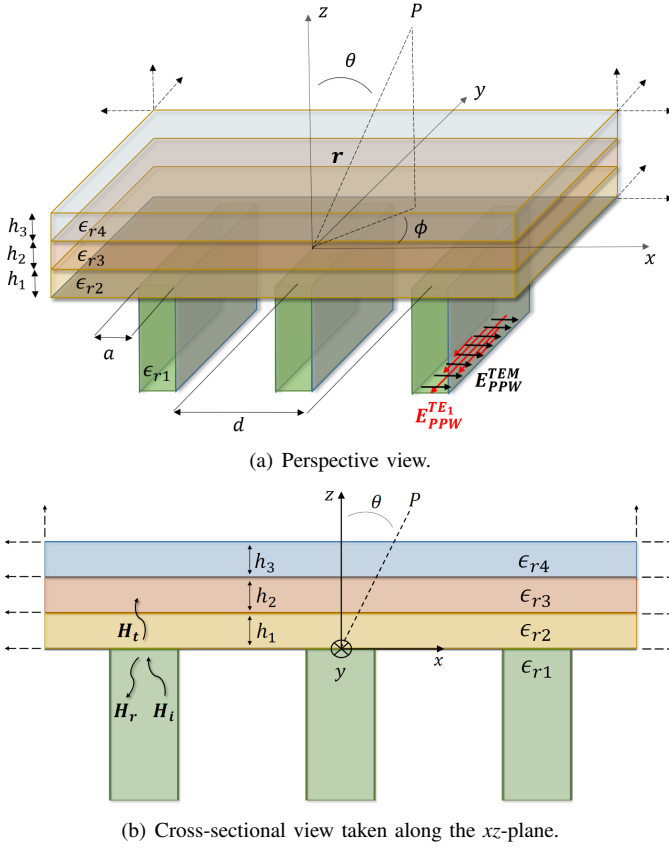 z
P
θ
y
r
ϕ
x
h₃
h₂
h₁
ϵᵣ₄
ϵᵣ₃
ϵᵣ₂
a
ϵᵣ₁
d
E_PPW^TEM
E_PPW^TE₁
(a) Perspective view.
z
θ
P
h₃
ϵᵣ₄
h₂
ϵᵣ₃
Hₜ
h₁
ϵᵣ₂
y
x
ϵᵣ₁
Hᵣ
Hᵢ
(b) Cross-sectional view taken along the xz-plane.